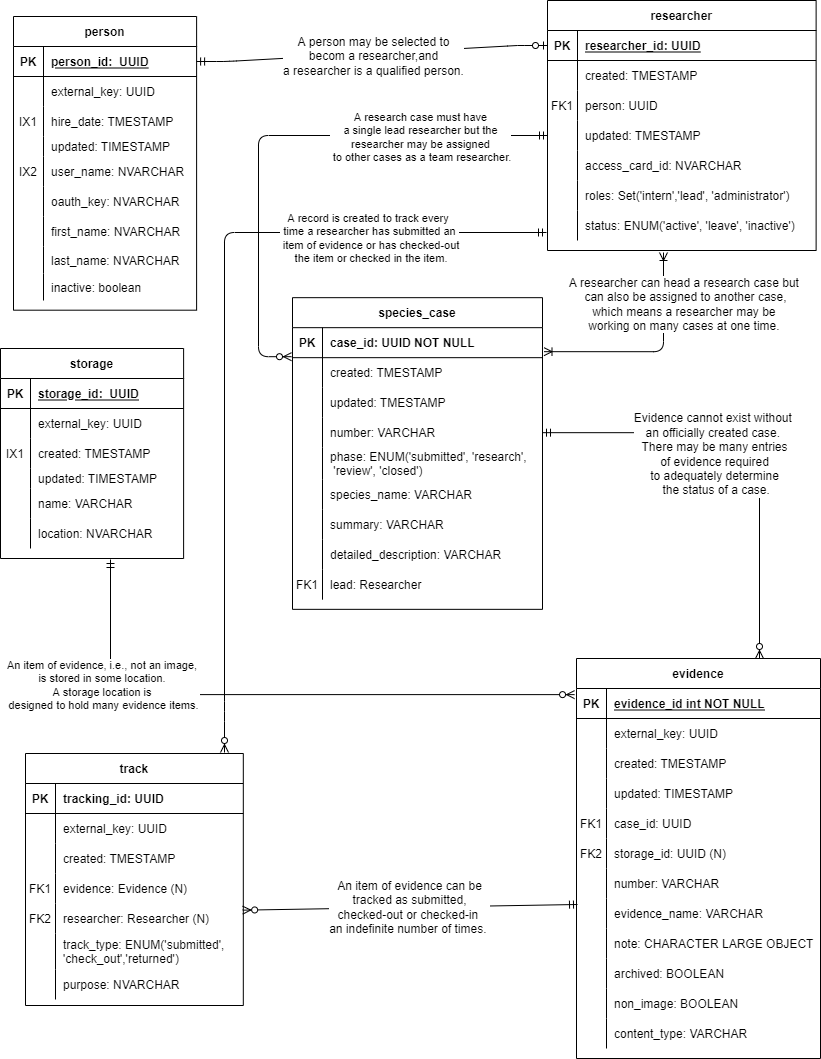 person
PK person_id: UUID
external_key: UUID
IX1 hire_date: TMESTAMP
updated: TIMESTAMP
IX2 user_name: NVARCHAR
oauth_key: NVARCHAR
first_name: NVARCHAR
last_name: NVARCHAR
inactive: boolean
A person may be selected to
becom a researcher,and
a researcher is a qualified person.
researcher
PK researcher_id: UUID
created: TMESTAMP
FK1 person: UUID
updated: TMESTAMP
access_card_id: NVARCHAR
roles: Set('intern','lead', 'administrator')
status: ENUM('active', 'leave', 'inactive')
A research case must have
a single lead researcher but the
researcher may be assigned
to other cases as a team researcher.
A record is created to track every
time a researcher has submitted an
item of evidence or has checked-out
the item or checked in the item.
A researcher can head a research case but
can also be assigned to another case,
which means a researcher may be
working on many cases at one time.
species_case
PK case_id: UUID NOT NULL
created: TMESTAMP
updated: TMESTAMP
number: VARCHAR
phase: ENUM('submitted', 'research',
'review', 'closed')
species_name: VARCHAR
summary: VARCHAR
detailed_description: VARCHAR
FK1 lead: Researcher
storage
PK storage_id: UUID
external_key: UUID
IX1 created: TMESTAMP
updated: TIMESTAMP
name: VARCHAR
location: NVARCHAR
Evidence cannot exist without
an officially created case.
There may be many entries
of evidence required
to adequately determine
the status of a case.
An item of evidence, i.e., not an image,
is stored in some location.
A storage location is
designed to hold many evidence items.
evidence
PK evidence_id int NOT NULL
external_key: UUID
created: TMESTAMP
updated: TIMESTAMP
FK1 case_id: UUID
FK2 storage_id: UUID (N)
number: VARCHAR
evidence_name: VARCHAR
note: CHARACTER LARGE OBJECT
archived: BOOLEAN
non_image: BOOLEAN
content_type: VARCHAR
track
PK tracking_id: UUID
external_key: UUID
created: TMESTAMP
FK1 evidence: Evidence (N)
FK2 researcher: Researcher (N)
track_type: ENUM('submitted',
'check_out','returned')
purpose: NVARCHAR
An item of evidence can be
tracked as submitted,
checked-out or checked-in
an indefinite number of times.